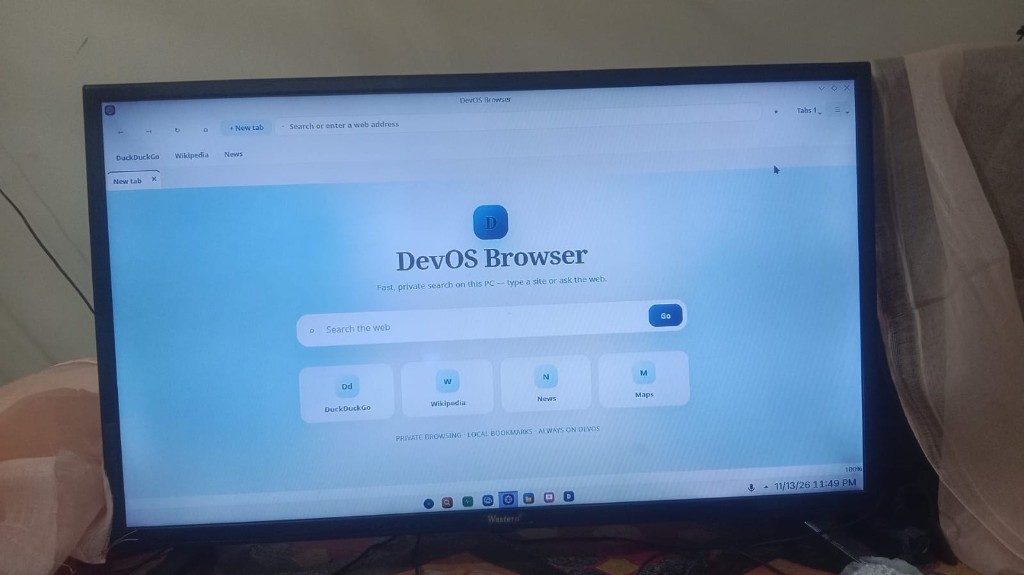 DevOS Browser
+ New tab
Search or enter a web address
Tabs 1
DuckDuckGo Wikipedia News
New tab ×
D
DevOS Browser
Fast, private search on this PC — type a site or ask the web.
Search the web
Go
Dd
DuckDuckGo
W
Wikipedia
N
News
M
Maps
PRIVATE BROWSING · LOCAL BOOKMARKS · ALWAYS ON DEVOS
100%
11/13/26 11:49 PM